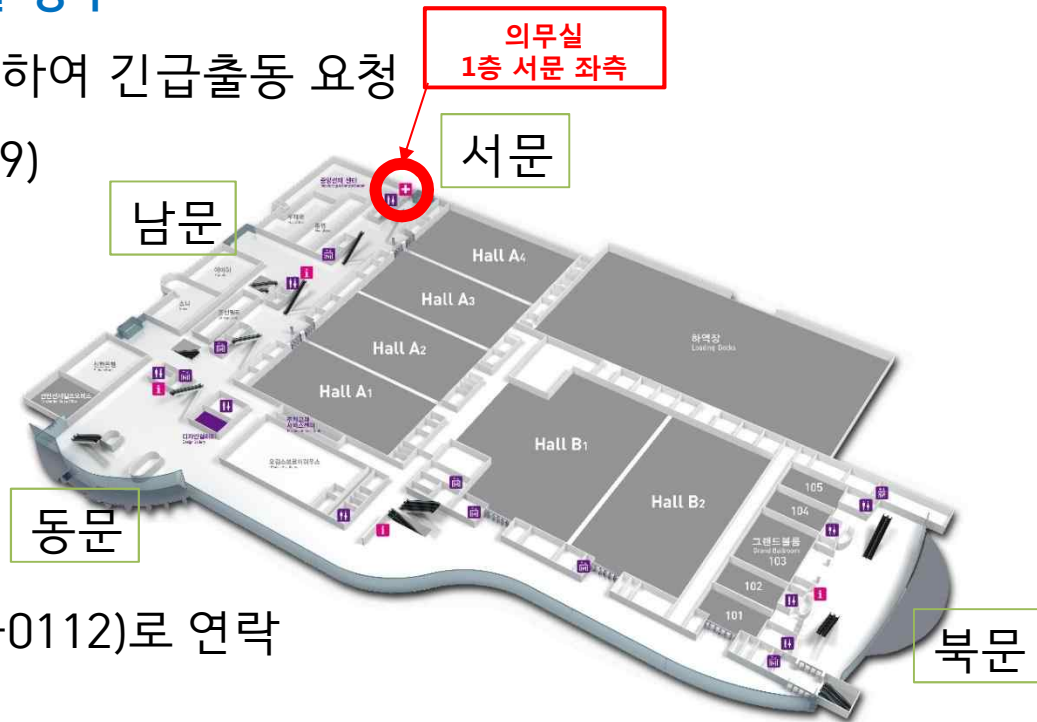 의무실
1층 서문 좌측
하여 긴급출동 요청
9)
서문
남문
Hall A4
Hall A3
Hall A2
Hall A1
하역장
Loading Docks
Hall B1
Hall B2
105
104
그랜드볼룸
Grand Ballroom
103
102
101
동문
-0112)로 연락
북문